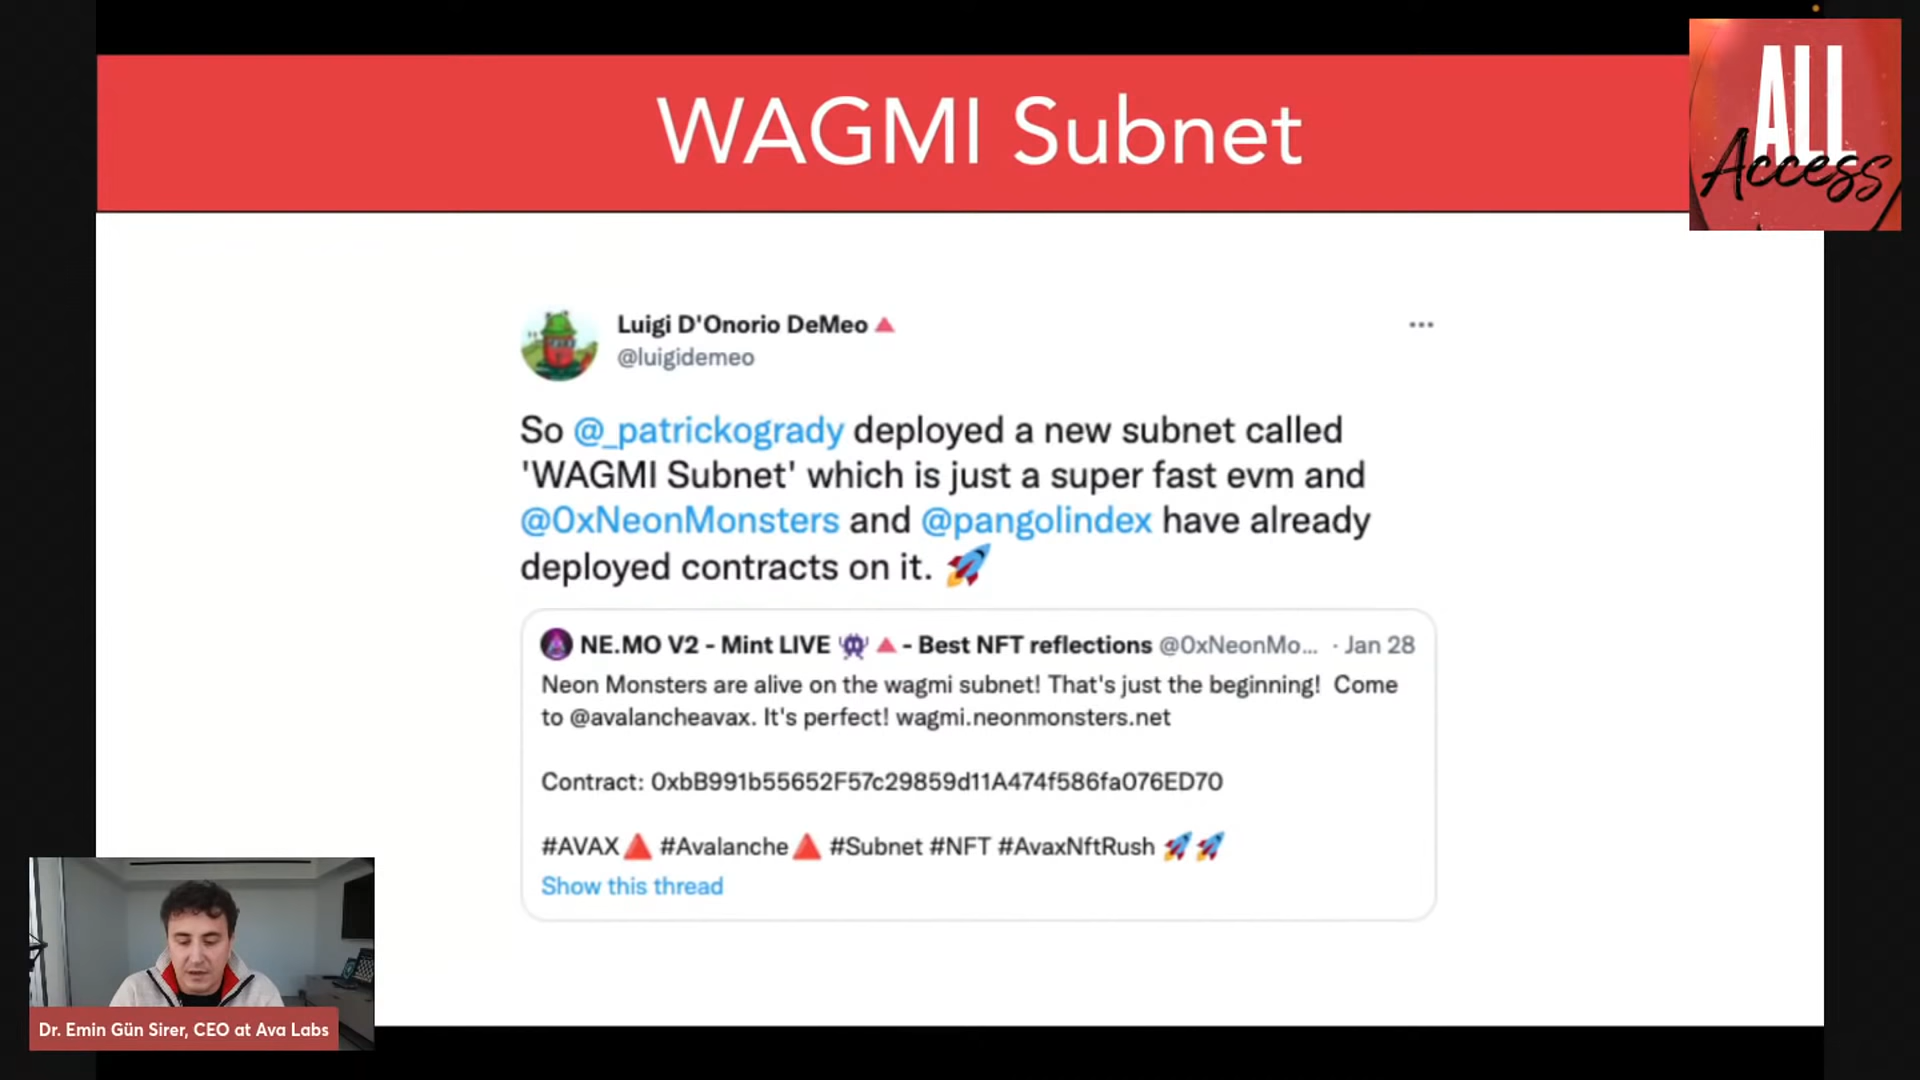 WAGMI Subnet
ALL
Access
Luigi D'Onorio DeMeo🔺
@luigidemeo
So @_patrickogrady deployed a new subnet called
'WAGMI Subnet' which is just a super fast evm and
@0xNeonMonsters and @pangolindex have already
deployed contracts on it. 🚀
NE.MO V2 - Mint LIVE 👾🔺- Best NFT reflections @0xNeonMo... · Jan 28
Neon Monsters are alive on the wagmi subnet! That's just the beginning! Come
to @avalancheavax. It's perfect! wagmi.neonmonsters.net
Contract: 0xbB991b55652F57c29859d11A474f586fa076ED70
#AVAX🔺 #Avalanche🔺 #Subnet #NFT #AvaxNftRush 🚀🚀
Show this thread
Dr. Emin Gün Sirer, CEO at Ava Labs